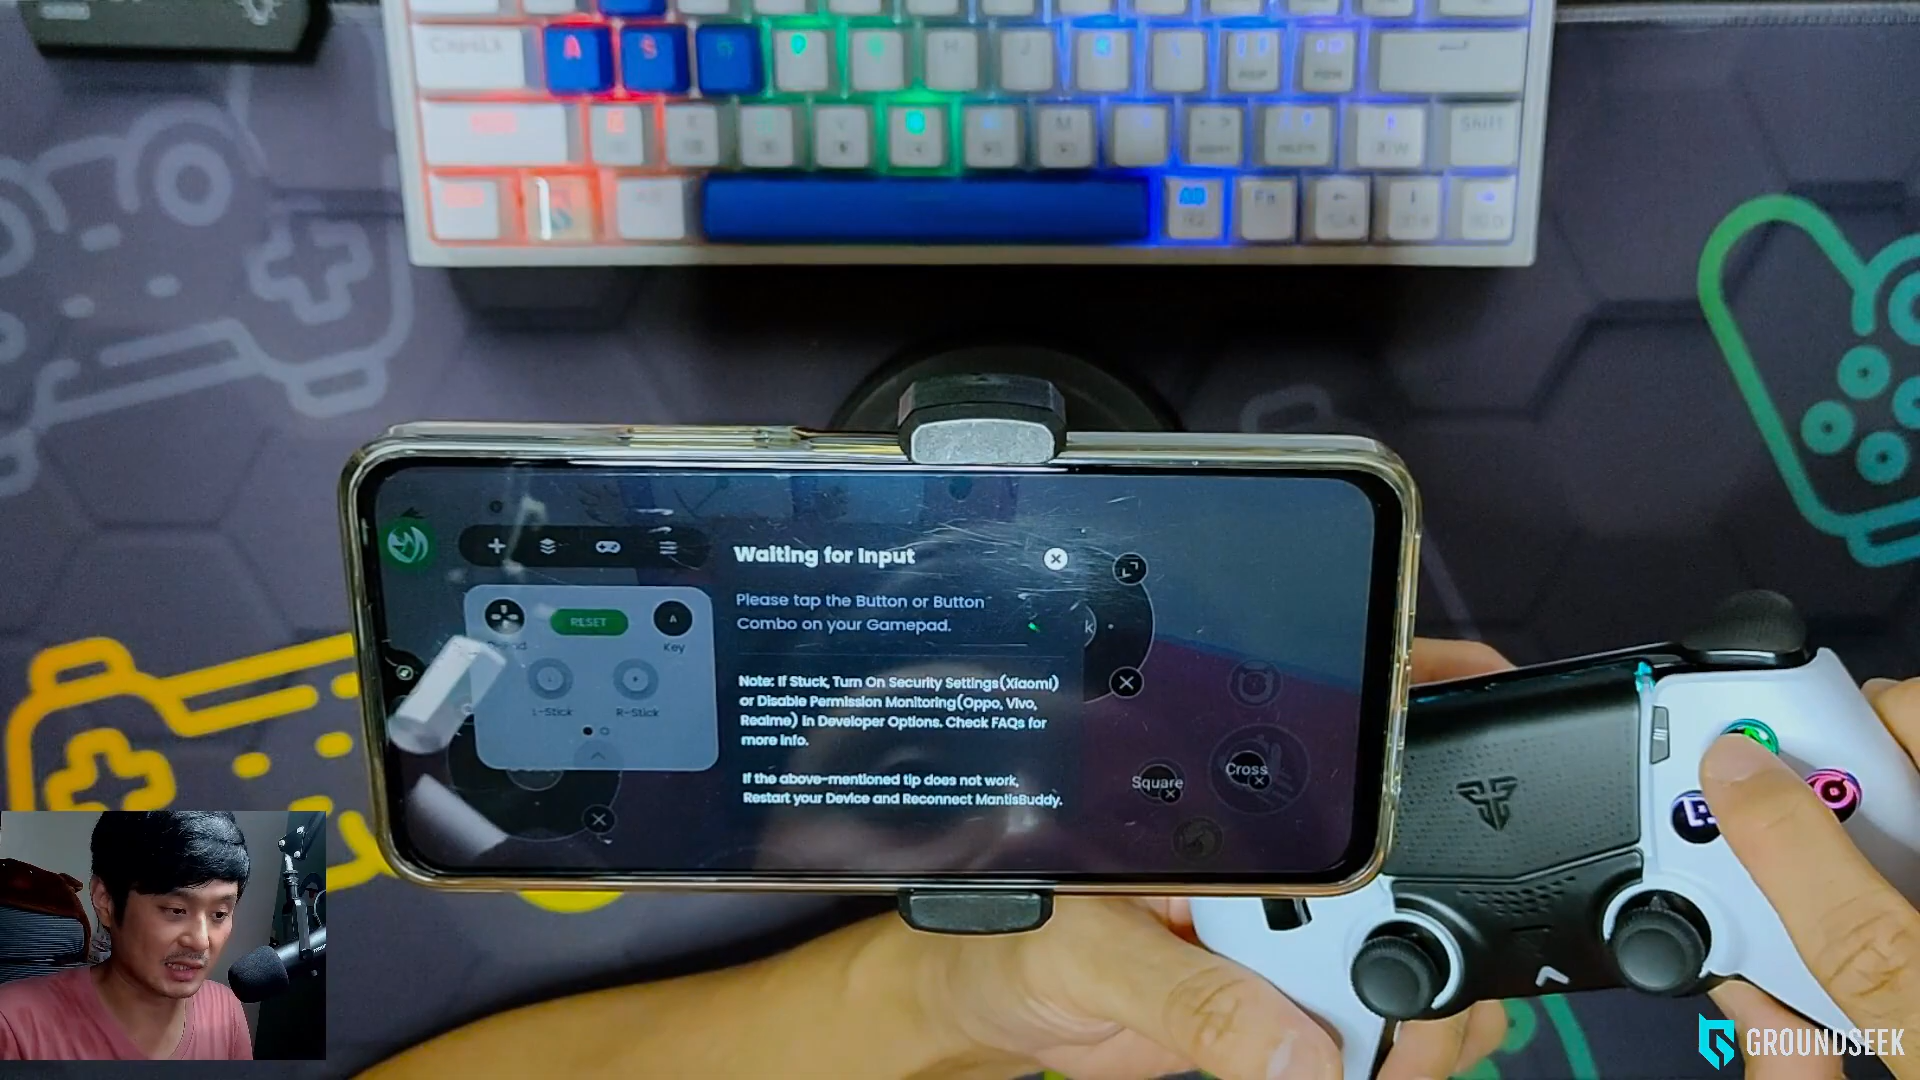 CapsLk
A
S
Shift
Fn
Waiting for Input
Please tap the Button or Button
Combo on your Gamepad.
RESET
A
Key
L-Stick
R-Stick
Note: If Stuck, Turn On Security Settings(Xiaomi)
or Disable Permission Monitoring(Oppo, Vivo,
Realme) in Developer Options. Check FAQs for
more info.
If the above-mentioned tip does not work,
Restart your Device and Reconnect MantisBuddy.
k
Square
Cross
GROUNDSEEK